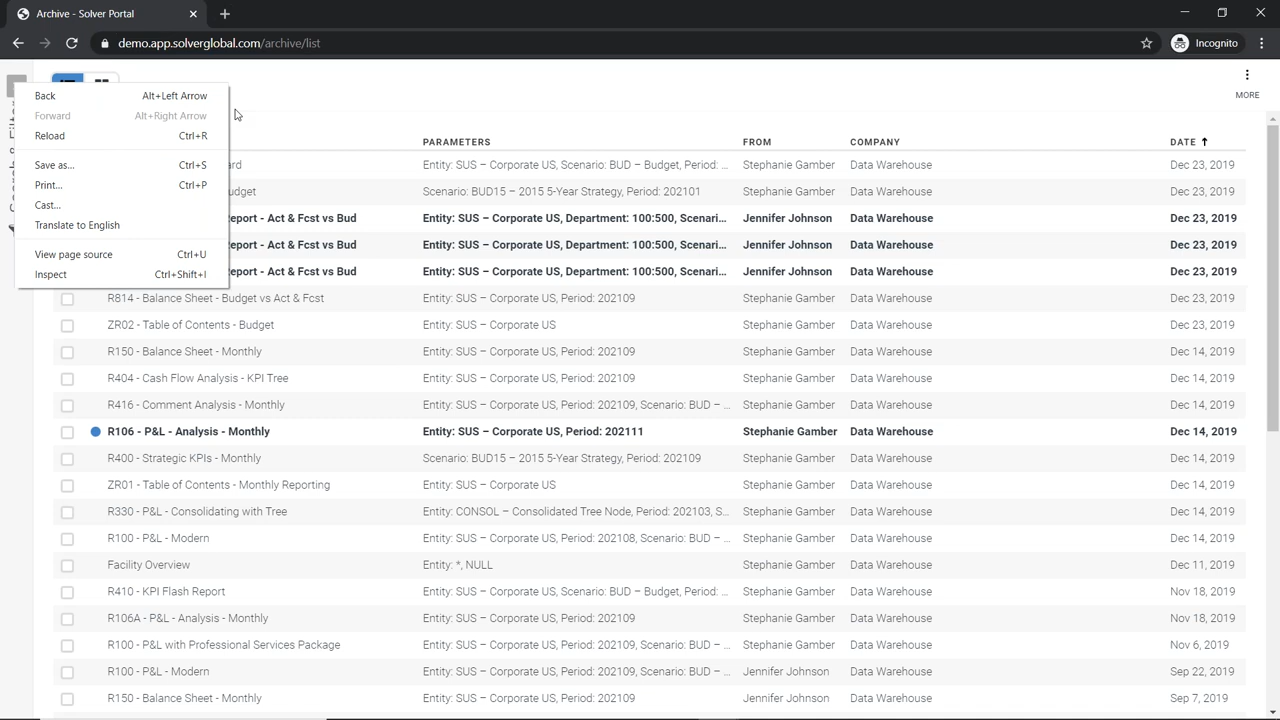 Archive - Solver Portal
demo.app.solverglobal.com/archive/list
Incognito
MORE
Back Alt+Left Arrow
Forward Alt+Right Arrow
Reload Ctrl+R
Save as... Ctrl+S
Print... Ctrl+P
Cast...
Translate to English
View page source Ctrl+U
Inspect Ctrl+Shift+I
PARAMETERS FROM COMPANY DATE
Entity: SUS – Corporate US, Scenario: BUD – Budget, Period: ... Stephanie Gamber Data Warehouse Dec 23, 2019
udget Scenario: BUD15 – 2015 5-Year Strategy, Period: 202101 Stephanie Gamber Data Warehouse Dec 23, 2019
eport - Act & Fcst vs Bud Entity: SUS – Corporate US, Department: 100:500, Scenari... Jennifer Johnson Data Warehouse Dec 23, 2019
eport - Act & Fcst vs Bud Entity: SUS – Corporate US, Department: 100:500, Scenari... Jennifer Johnson Data Warehouse Dec 23, 2019
eport - Act & Fcst vs Bud Entity: SUS – Corporate US, Department: 100:500, Scenari... Jennifer Johnson Data Warehouse Dec 23, 2019
R814 - Balance Sheet - Budget vs Act & Fcst Entity: SUS – Corporate US, Period: 202109 Stephanie Gamber Data Warehouse Dec 23, 2019
ZR02 - Table of Contents - Budget Entity: SUS – Corporate US Stephanie Gamber Data Warehouse Dec 23, 2019
R150 - Balance Sheet - Monthly Entity: SUS – Corporate US, Period: 202109 Stephanie Gamber Data Warehouse Dec 14, 2019
R404 - Cash Flow Analysis - KPI Tree Entity: SUS – Corporate US, Period: 202109 Stephanie Gamber Data Warehouse Dec 14, 2019
R416 - Comment Analysis - Monthly Entity: SUS – Corporate US, Period: 202109, Scenario: BUD – ... Stephanie Gamber Data Warehouse Dec 14, 2019
R106 - P&L - Analysis - Monthly Entity: SUS – Corporate US, Period: 202111 Stephanie Gamber Data Warehouse Dec 14, 2019
R400 - Strategic KPIs - Monthly Scenario: BUD15 – 2015 5-Year Strategy, Period: 202109 Stephanie Gamber Data Warehouse Dec 14, 2019
ZR01 - Table of Contents - Monthly Reporting Entity: SUS – Corporate US Stephanie Gamber Data Warehouse Dec 14, 2019
R330 - P&L - Consolidating with Tree Entity: CONSOL – Consolidated Tree Node, Period: 202103, S... Stephanie Gamber Data Warehouse Dec 14, 2019
R100 - P&L - Modern Entity: SUS – Corporate US, Period: 202108, Scenario: BUD – ... Stephanie Gamber Data Warehouse Dec 14, 2019
Facility Overview Entity: *, NULL Stephanie Gamber Data Warehouse Dec 11, 2019
R410 - KPI Flash Report Entity: SUS – Corporate US, Scenario: BUD – Budget, Period: ... Stephanie Gamber Data Warehouse Nov 18, 2019
R106A - P&L - Analysis - Monthly Entity: SUS – Corporate US, Period: 202109 Stephanie Gamber Data Warehouse Nov 18, 2019
R100 - P&L with Professional Services Package Entity: SUS – Corporate US, Period: 202109, Scenario: BUD – ... Stephanie Gamber Data Warehouse Nov 6, 2019
R100 - P&L - Modern Entity: SUS – Corporate US, Period: 202109, Scenario: BUD – ... Jennifer Johnson Data Warehouse Sep 22, 2019
R150 - Balance Sheet - Monthly Entity: SUS – Corporate US, Period: 202109 Jennifer Johnson Data Warehouse Sep 7, 2019